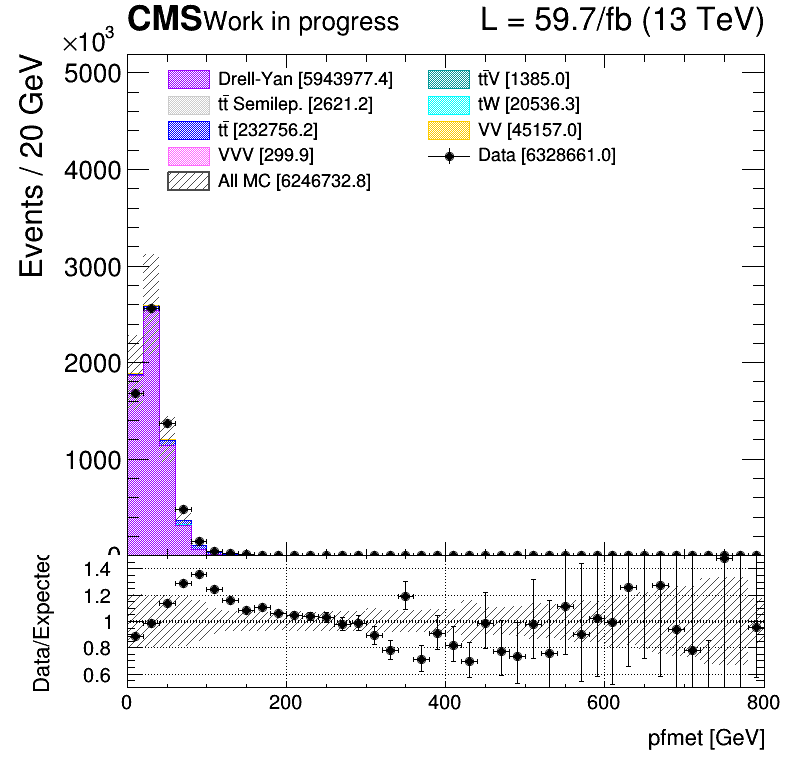 CMS Work in progress L = 59.7/fb (13 TeV)
×10³
Events / 20 GeV
5000
4000
3000
2000
1000
0
Drell-Yan [5943977.4]
tt̄ Semilep. [2621.2]
tt̄ [232756.2]
VVV [299.9]
All MC [6246732.8]
tt̄V [1385.0]
tW [20536.3]
VV [45157.0]
Data [6328661.0]
Data/Expected
1.4
1.2
1
0.8
0.6
0 200 400 600 800
pfmet [GeV]